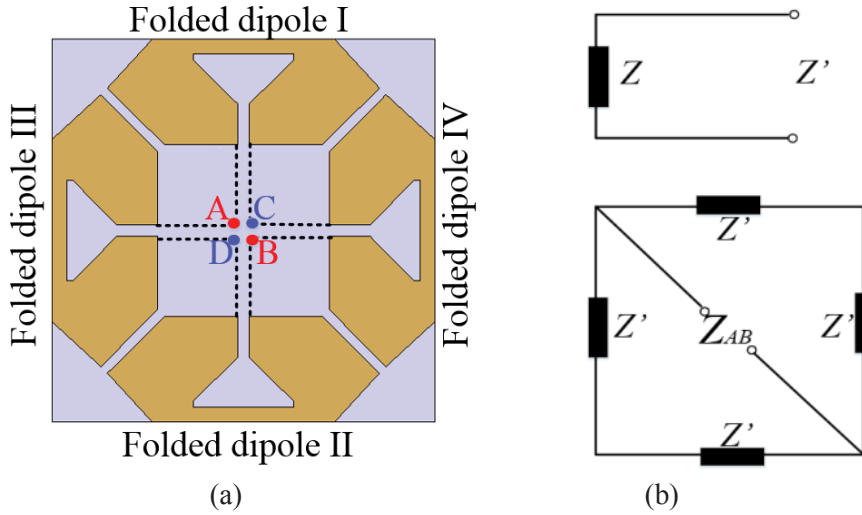 Folded dipole I
Folded dipole III
Folded dipole IV
A
C
D
B
Folded dipole II
(a)
Z
Z’
Z’
Z’
Z_AB
Z’
Z’
(b)